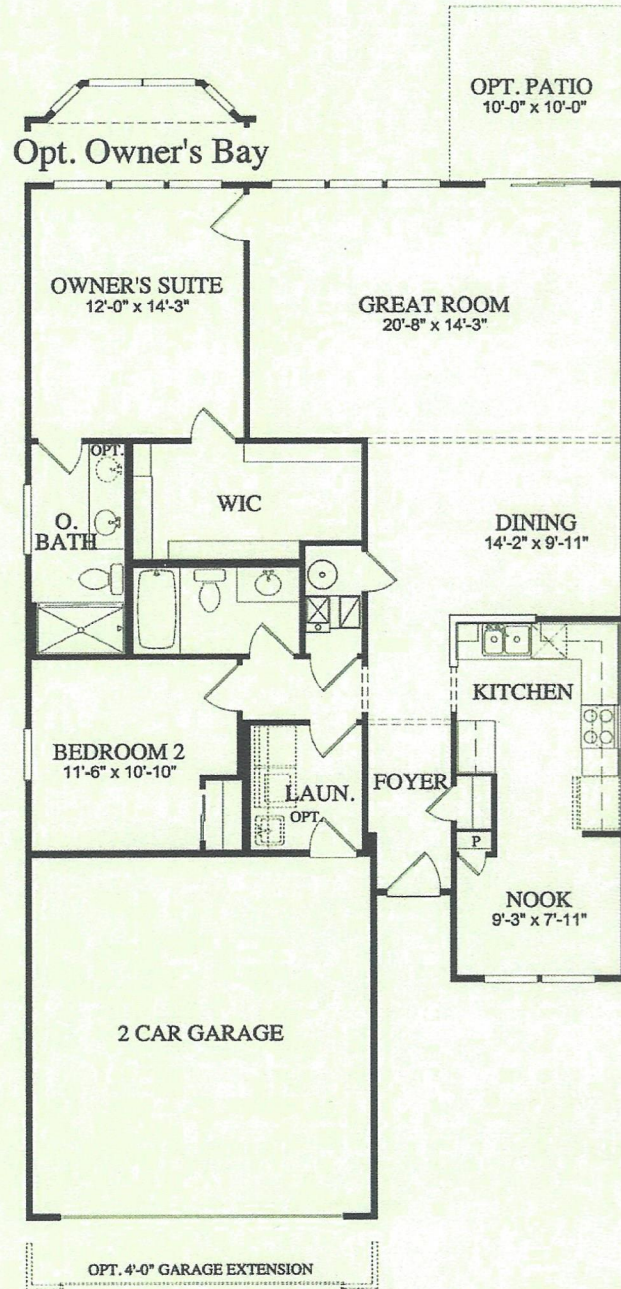 OPT. PATIO
10'-0" x 10'-0"
Opt. Owner's Bay
OWNER'S SUITE
12'-0" x 14'-3"
GREAT ROOM
20'-8" x 14'-3"
OPT.
O.
BATH
WIC
DINING
14'-2" x 9'-11"
KITCHEN
BEDROOM 2
11'-6" x 10'-10"
LAUN.
OPT.
FOYER
P
NOOK
9'-3" x 7'-11"
2 CAR GARAGE
OPT. 4'-0" GARAGE EXTENSION